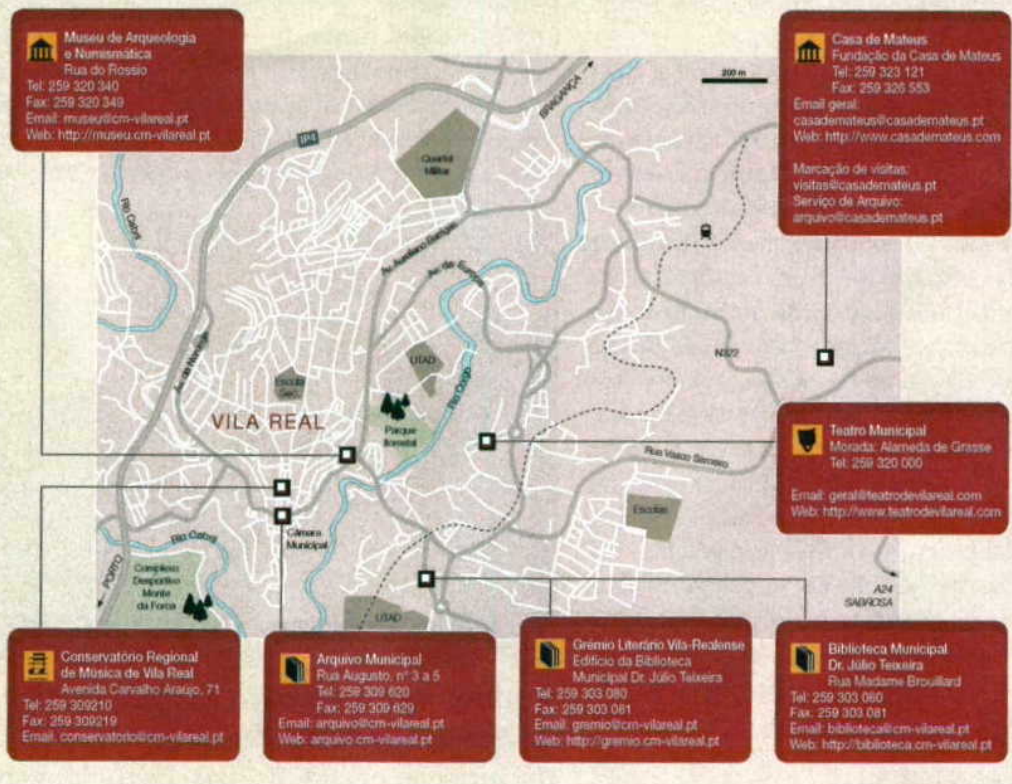 Museu de Arqueologia
e Numismática
Rua do Rossio
Tel: 259 320 340
Fax: 259 320 349
Email: museu@cm-vilareal.pt
Web: http://museu.cm-vilareal.pt
Casa de Mateus
Fundação da Casa de Mateus
Tel: 259 323 121
Fax: 259 326 553
Email geral:
casademateus@casademateus.pt
Web: http://www.casademateus.com
Marcação de visitas:
visitas@casademateus.pt
Serviço de Arquivo:
arquivo@casademateus.pt
200 m
BRAGANÇA
IP4
Quartel
Militar
Rio Cabril
Av. Aureliano Barrigas
Av. da Europa
Av. da Noruega
UTAD
Rio Corgo
N322
Escola
Sec.
VILA REAL
Parque
florestal
Rua Vasco Sameiro
Teatro Municipal
Morada: Alameda de Grasse
Tel: 259 320 000
Email: geral@teatrodevilareal.com
Web: http://www.teatrodevilareal.com
Escolas
Câmara
Municipal
Rio Cabril
PORTO
Complexo
Desportivo
Monte
da Forca
UTAD
A24
SABROSA
Conservatório Regional
de Música de Vila Real
Avenida Carvalho Araújo, 71
Tel: 259 309210
Fax: 259 309219
Email: conservatorio@cm-vilareal.pt
Arquivo Municipal
Rua Augusto, nº 3 a 5
Tel: 259 309 620
Fax: 259 309 629
Email: arquivo@cm-vilareal.pt
Web: arquivo.cm-vilareal.pt
Grémio Literário Vila-Realense
Edifício da Biblioteca
Municipal Dr. Júlio Teixeira
Tel: 259 303 080
Fax: 259 303 081
Email: gremio@cm-vilareal.pt
Web: http://gremio.cm-vilareal.pt
Biblioteca Municipal
Dr. Júlio Teixeira
Rua Madame Brouillard
Tel: 259 303 080
Fax: 259 303 081
Email: biblioteca@cm-vilareal.pt
Web: http://biblioteca.cm-vilareal.pt